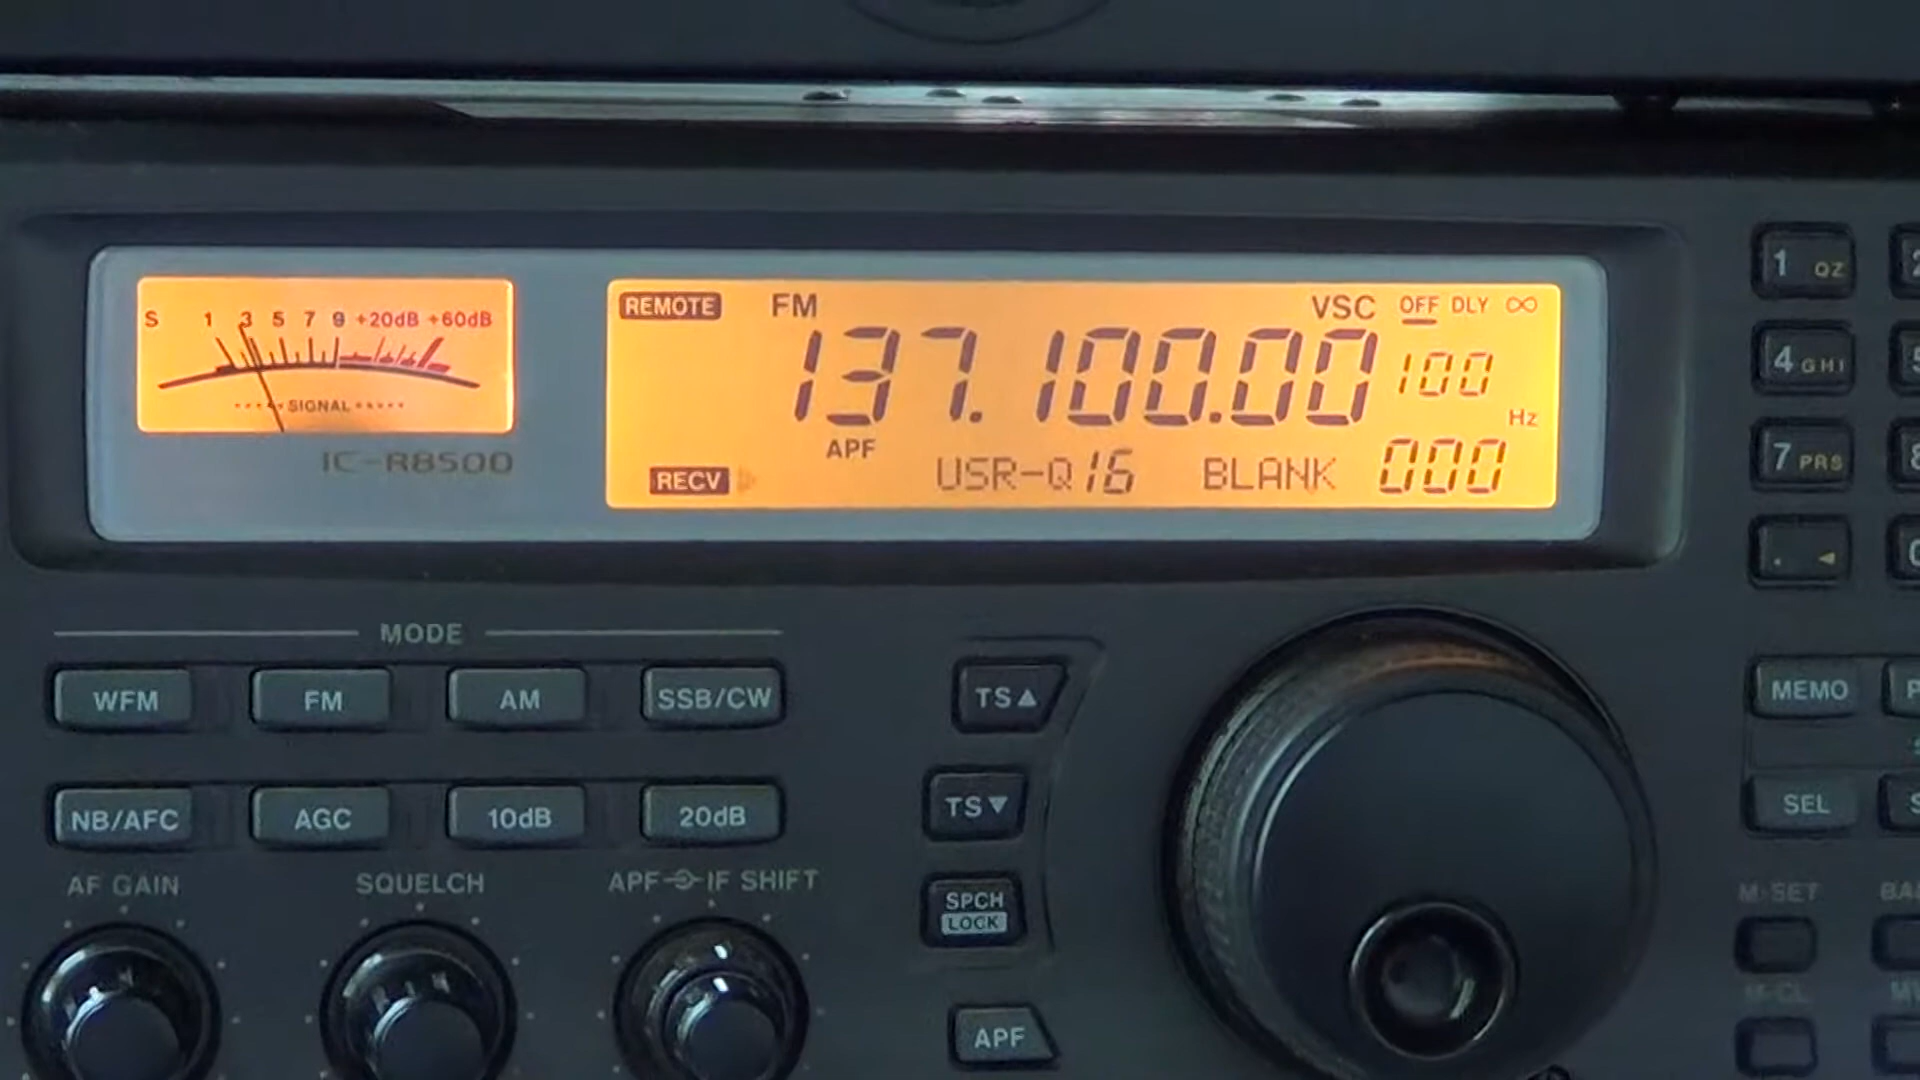 REMOTE FM VSC OFF DLY ∞
S 1 3 5 7 9 +20dB +60dB
137.100.00 100
Hz
SIGNAL
APF
IC-R8500
RECV USR-Q16 BLANK 000
1 QZ
4 GHI
7 PRS
. ◄
MODE
WFM FM AM SSB/CW
TS▲
MEMO
NB/AFC AGC 10dB 20dB
TS▼
SEL
AF GAIN SQUELCH APF IF SHIFT
SPCH
LOCK
M-SET
M-CL
APF